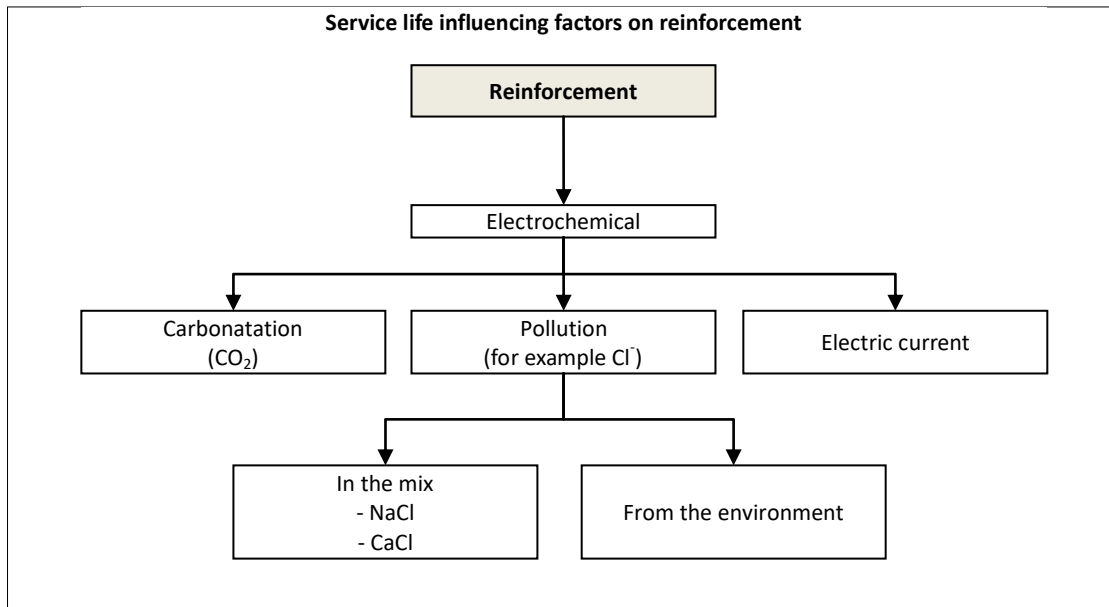 Service life influencing factors on reinforcement
Reinforcement
Electrochemical
Carbonatation
(CO₂)
Pollution
(for example Cl⁻)
Electric current
In the mix
- NaCl
- CaCl
From the environment